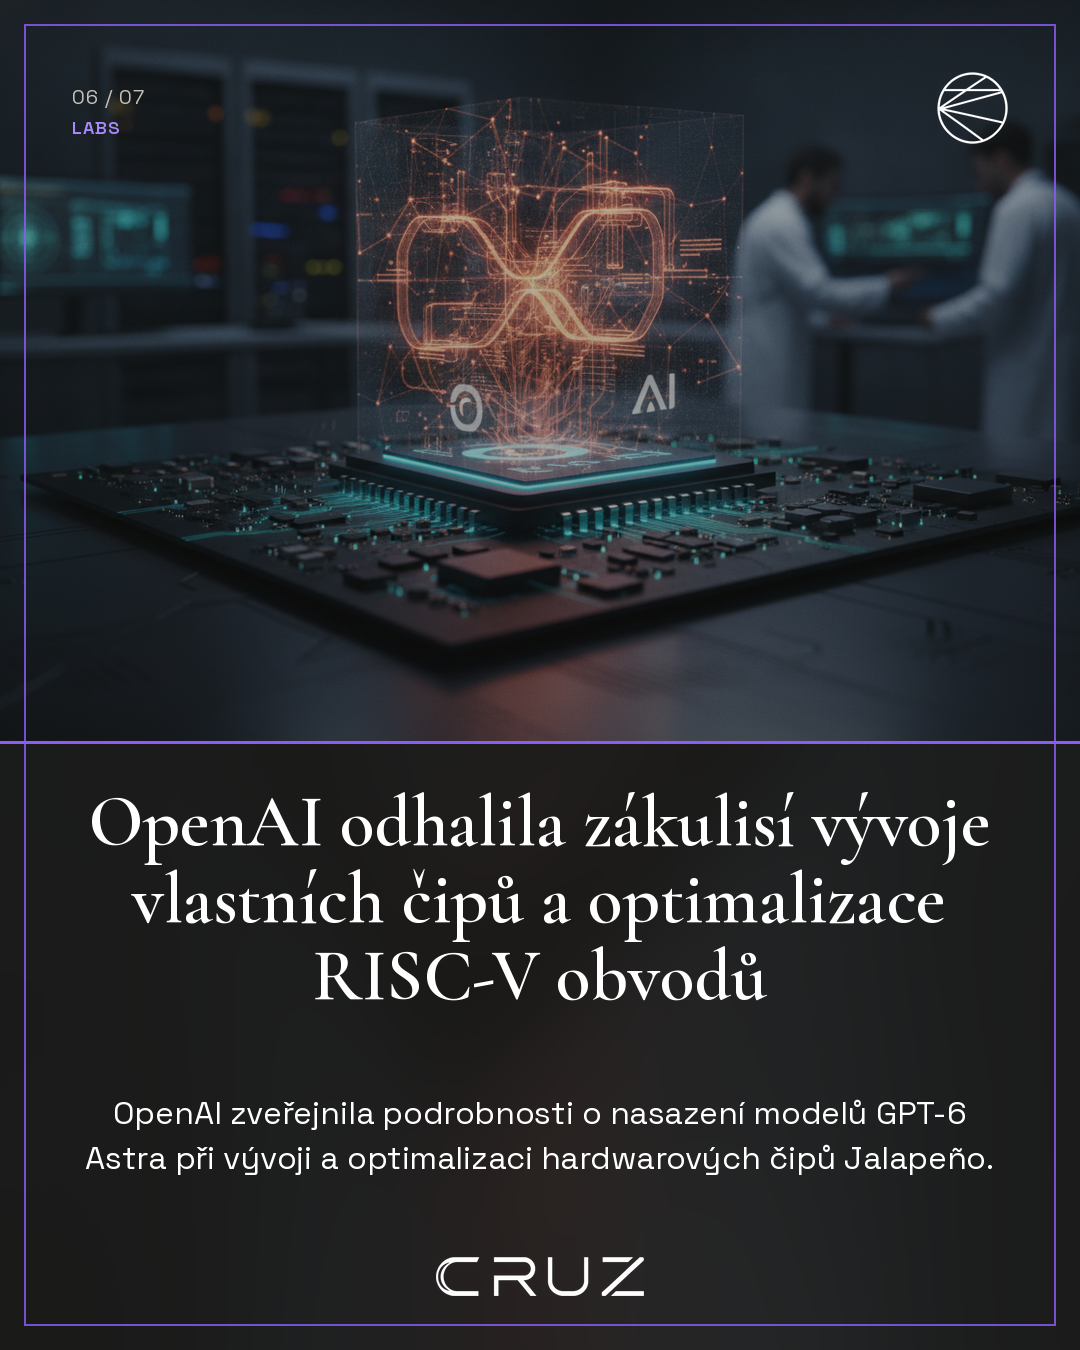 06 / 07
LABS
AI
OpenAI odhalila zákulisí vývoje
vlastních čipů a optimalizace
RISC-V obvodů
OpenAI zveřejnila podrobnosti o nasazení modelů GPT-6
Astra při vývoji a optimalizaci hardwarových čipů Jalapeño.
CRUZ